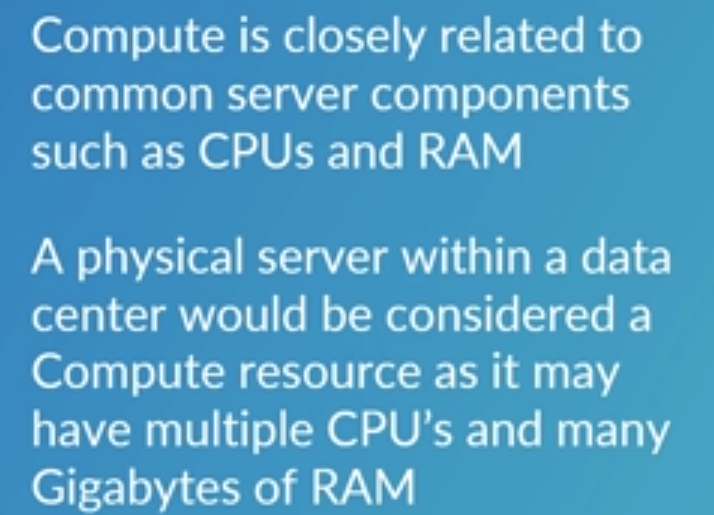 Compute is closely related to
common server components
such as CPUs and RAM
A physical server within a data
center would be considered a
Compute resource as it may
have multiple CPU's and many
Gigabytes of RAM